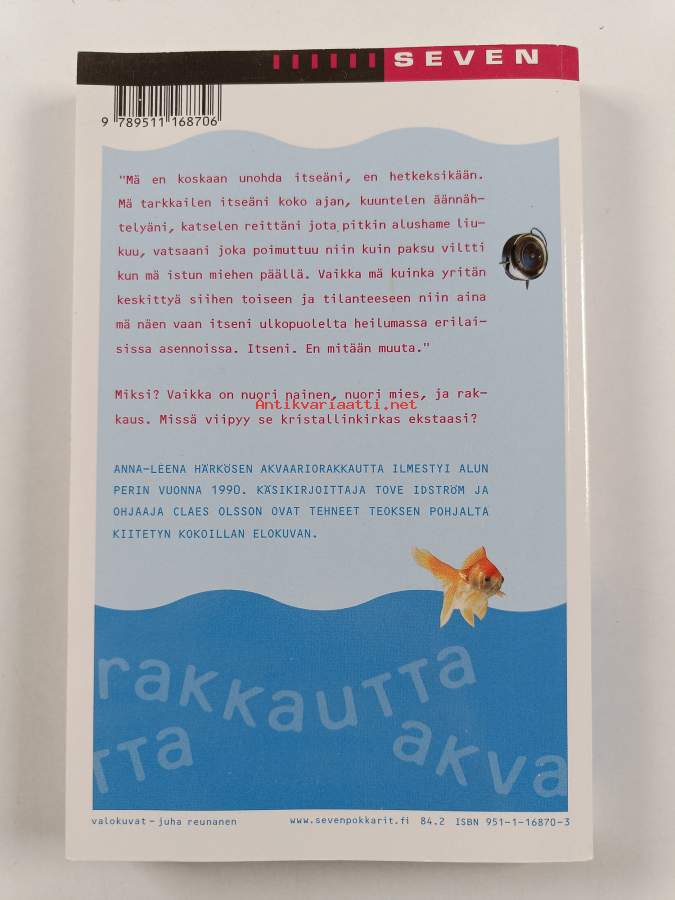 SEVEN
9 789511 168706
"Mä en koskaan unohda itseäni, en hetkeksikään.
Mä tarkkailen itseäni koko ajan, kuuntelen äännäh-
telyäni, katselen reittäni jota pitkin alushame liu-
kuu, vatsaani joka poimuttuu niin kuin paksu viltti
kun mä istun miehen päällä. Vaikka mä kuinka yritän
keskittyä siihen toiseen ja tilanteeseen niin aina
mä näen vaan itseni ulkopuolelta heilumassa erilai-
sissa asennoissa. Itseni. En mitään muuta."
Miksi? Vaikka on nuori nainen, nuori mies, ja rak-
Antikvariaatti.net
kaus. Missä viipyy se kristallinkirkas ekstaasi?
ANNA-LEENA HÄRKÖSEN AKVAARIORAKKAUTTA ILMESTYI ALUN
PERIN VUONNA 1990. KÄSIKIRJOITTAJA TOVE IDSTRÖM JA
OHJAAJA CLAES OLSSON OVAT TEHNEET TEOKSEN POHJALTA
KIITETYN KOKOILLAN ELOKUVAN.
rakkauTTa
TTa akva
valokuvat – juha reunanen www.sevenpokkarit.fi 84.2 ISBN 951-1-16870-3